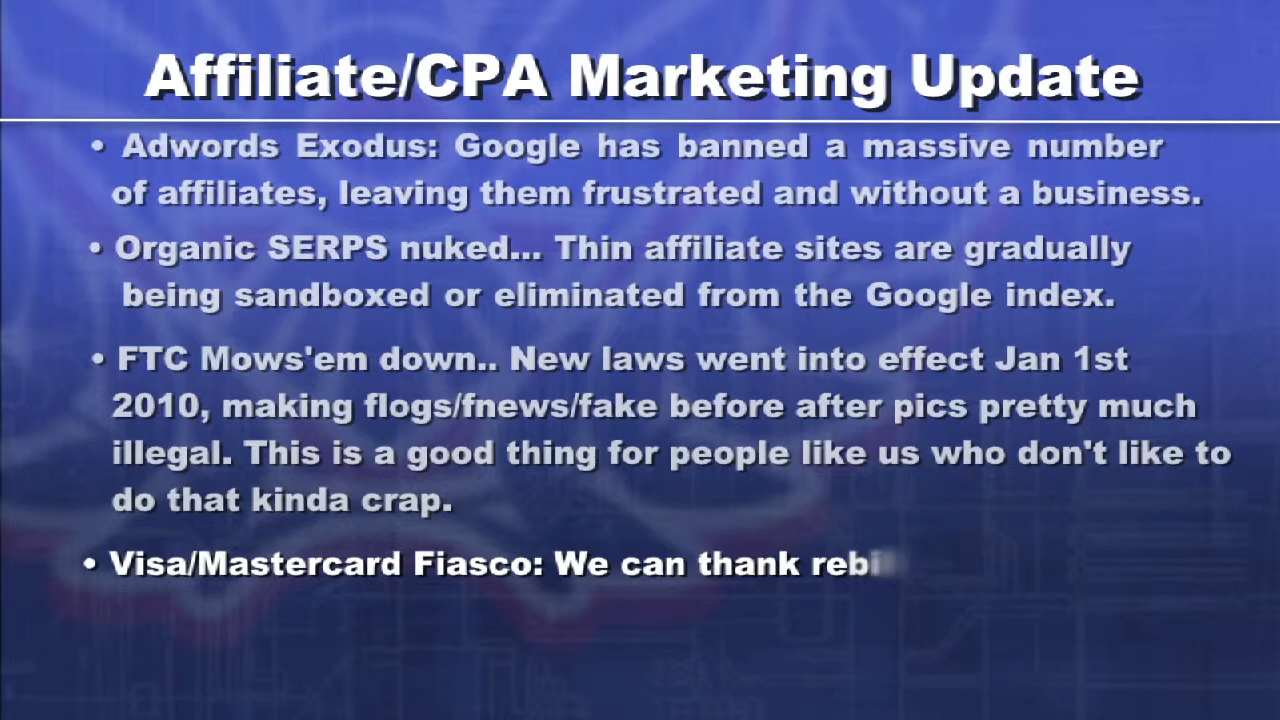 Affiliate/CPA Marketing Update
• Adwords Exodus: Google has banned a massive number
of affiliates, leaving them frustrated and without a business.
• Organic SERPS nuked... Thin affiliate sites are gradually
being sandboxed or eliminated from the Google index.
• FTC Mows'em down.. New laws went into effect Jan 1st
2010, making flogs/fnews/fake before after pics pretty much
illegal. This is a good thing for people like us who don't like to
do that kinda crap.
• Visa/Mastercard Fiasco: We can thank